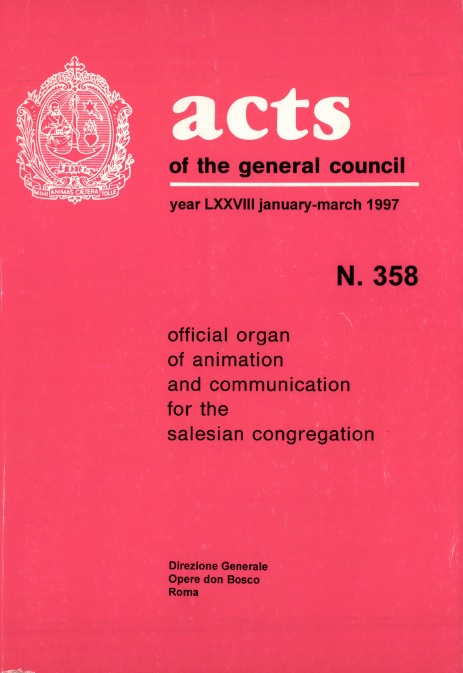 acts
of the general council
year LXXVIII january-march 1997
N. 358
official organ
of animation
and communication
for the
salesian congregation
Direzione Generale
Opere don Bosco
Roma